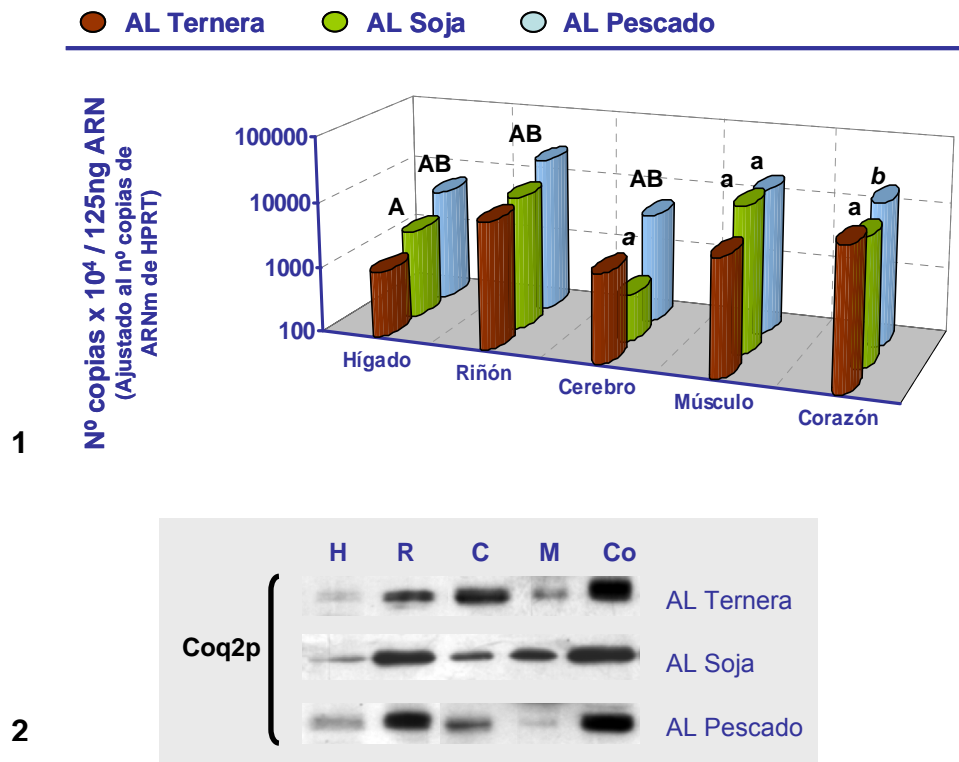 AL Ternera AL Soja AL Pescado
Nº copias x 10⁴ / 125ng ARN
(Ajustado al nº copias de
ARNm de HPRT)
100000
10000
1000
100
A AB
AB
a AB
a a
a b
Hígado
Riñón
Cerebro
Músculo
Corazón
1
H R C M Co
Coq2p
AL Ternera
AL Soja
AL Pescado
2